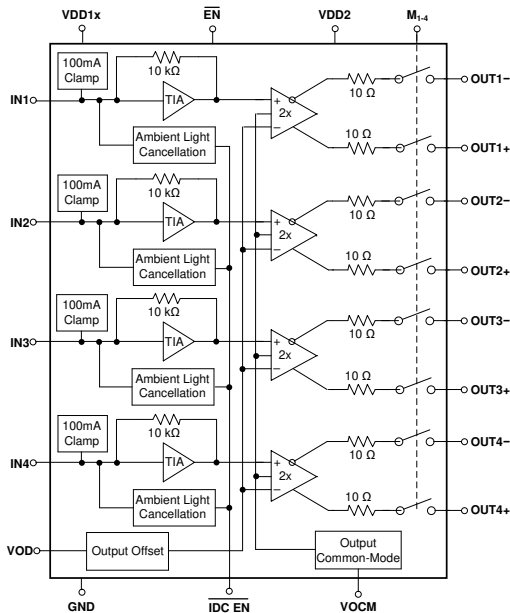 VDD1x
EN
VDD2
M1-4
100mA
Clamp
10 kΩ
TIA
IN1
Ambient Light
Cancellation
+
2x
−
10 Ω
10 Ω
OUT1−
OUT1+
100mA
Clamp
10 kΩ
TIA
IN2
Ambient Light
Cancellation
+
2x
−
10 Ω
10 Ω
OUT2−
OUT2+
100mA
Clamp
10 kΩ
TIA
IN3
Ambient Light
Cancellation
+
2x
−
10 Ω
10 Ω
OUT3−
OUT3+
100mA
Clamp
10 kΩ
TIA
IN4
Ambient Light
Cancellation
+
2x
−
10 Ω
10 Ω
OUT4−
OUT4+
VOD
Output Offset
Output
Common-Mode
GND
IDC EN
VOCM